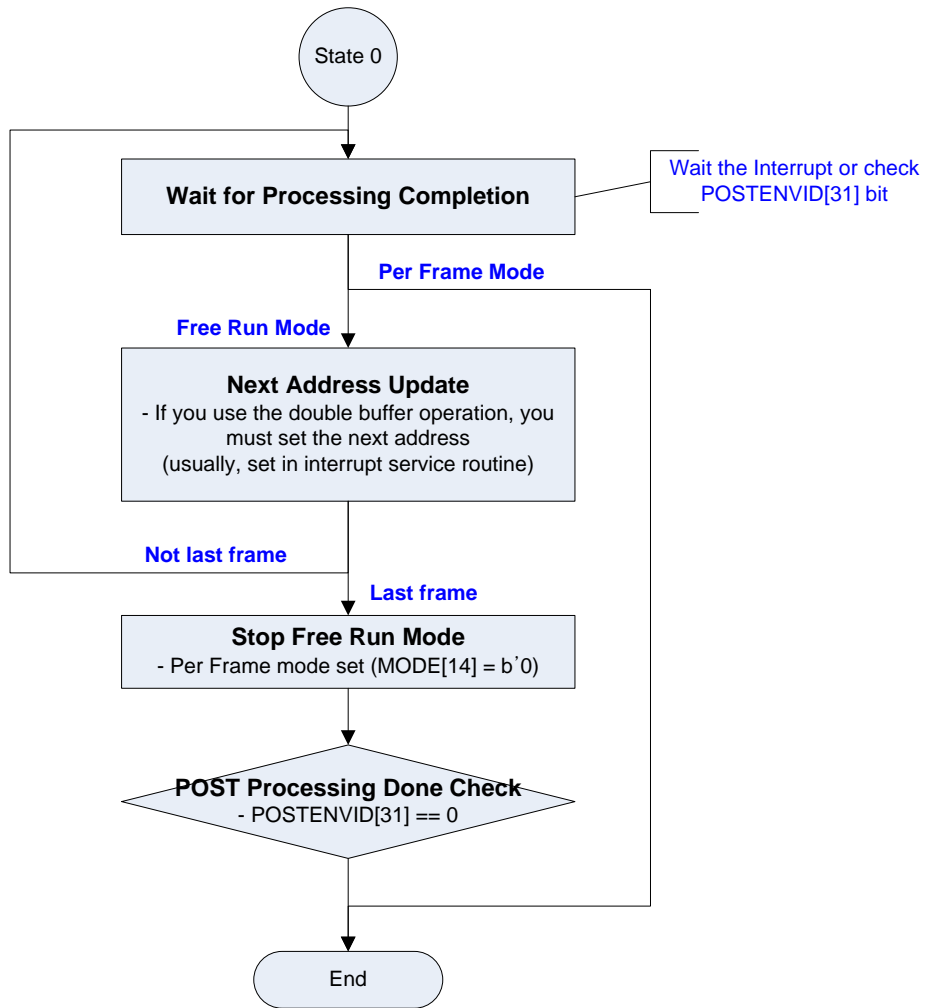 State 0
Wait for Processing Completion
Wait the Interrupt or check
POSTENVID[31] bit
Per Frame Mode
Free Run Mode
Next Address Update
- If you use the double buffer operation, you
must set the next address
(usually, set in interrupt service routine)
Not last frame
Last frame
Stop Free Run Mode
- Per Frame mode set (MODE[14] = b’0)
POST Processing Done Check
- POSTENVID[31] == 0
End